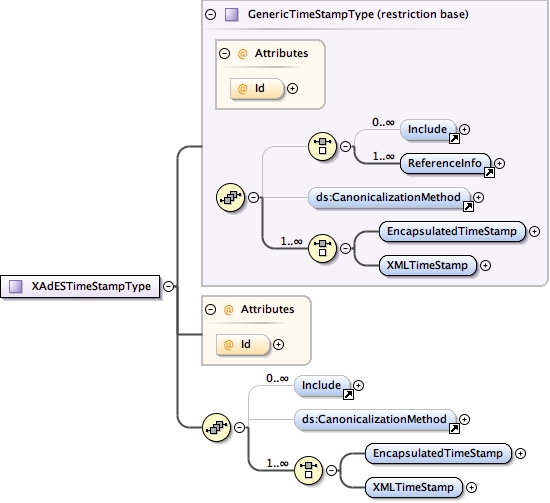 GenericTimeStampType (restriction base)
@ Attributes
@ Id
0..∞
Include
1..∞
ReferenceInfo
ds:CanonicalizationMethod
1..∞
EncapsulatedTimeStamp
XMLTimeStamp
XAdESTimeStampType
@ Attributes
@ Id
0..∞
Include
ds:CanonicalizationMethod
1..∞
EncapsulatedTimeStamp
XMLTimeStamp